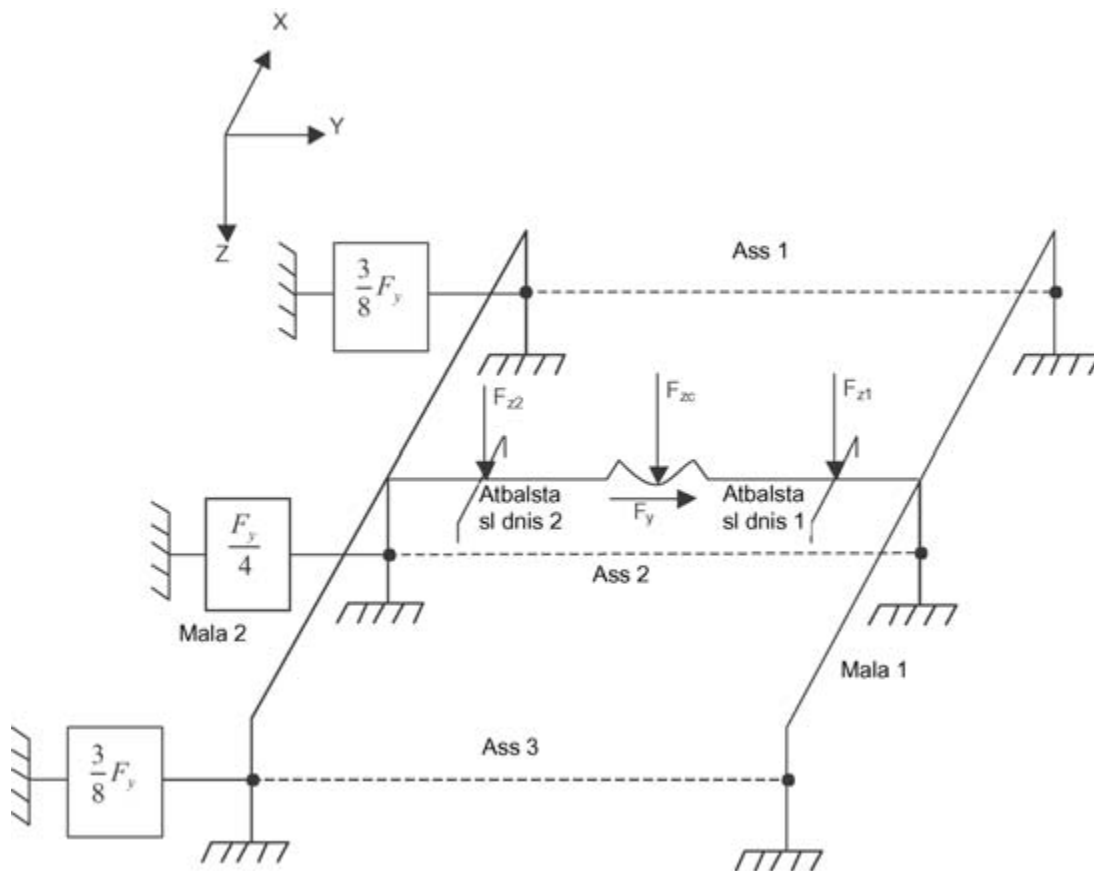 X
Y
Z
Ass 1
3/8 F_y
F_z2
F_zc
F_z1
Atbalsta
sl dnis 2
F_y
Atbalsta
sl dnis 1
F_y/4
Ass 2
Mala 2
Mala 1
Ass 3
3/8 F_y